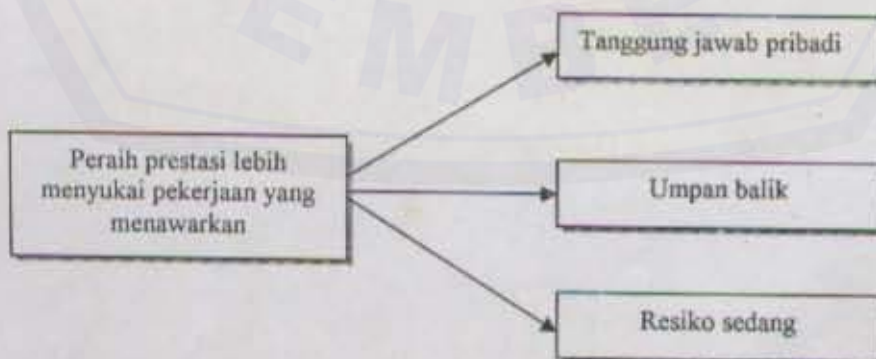 Tanggung jawab pribadi
Peraih prestasi lebih
menyukai pekerjaan yang
menawarkan
Umpan balik
Resiko sedang